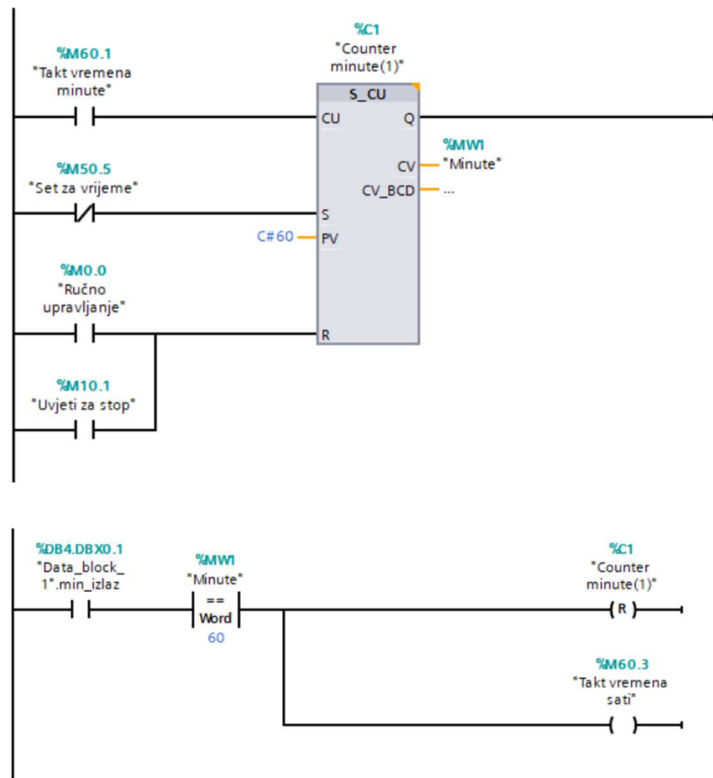 %C1
"Counter
minute(1)"
%M60.1
"Takt vremena
minute"
S_CU
CU
Q
%MW1
"Minute"
CV
CV_BCD
...
%M50.5
"Set za vrijeme"
S
C#60
PV
%M0.0
"Ručno
upravljanje"
R
%M10.1
"Uvjeti za stop"
%DB4.DBX0.1
"Data_block_
1".min_izlaz
%MW1
"Minute"
==
Word
60
%C1
"Counter
minute(1)"
R
%M60.3
"Takt vremena
sati"